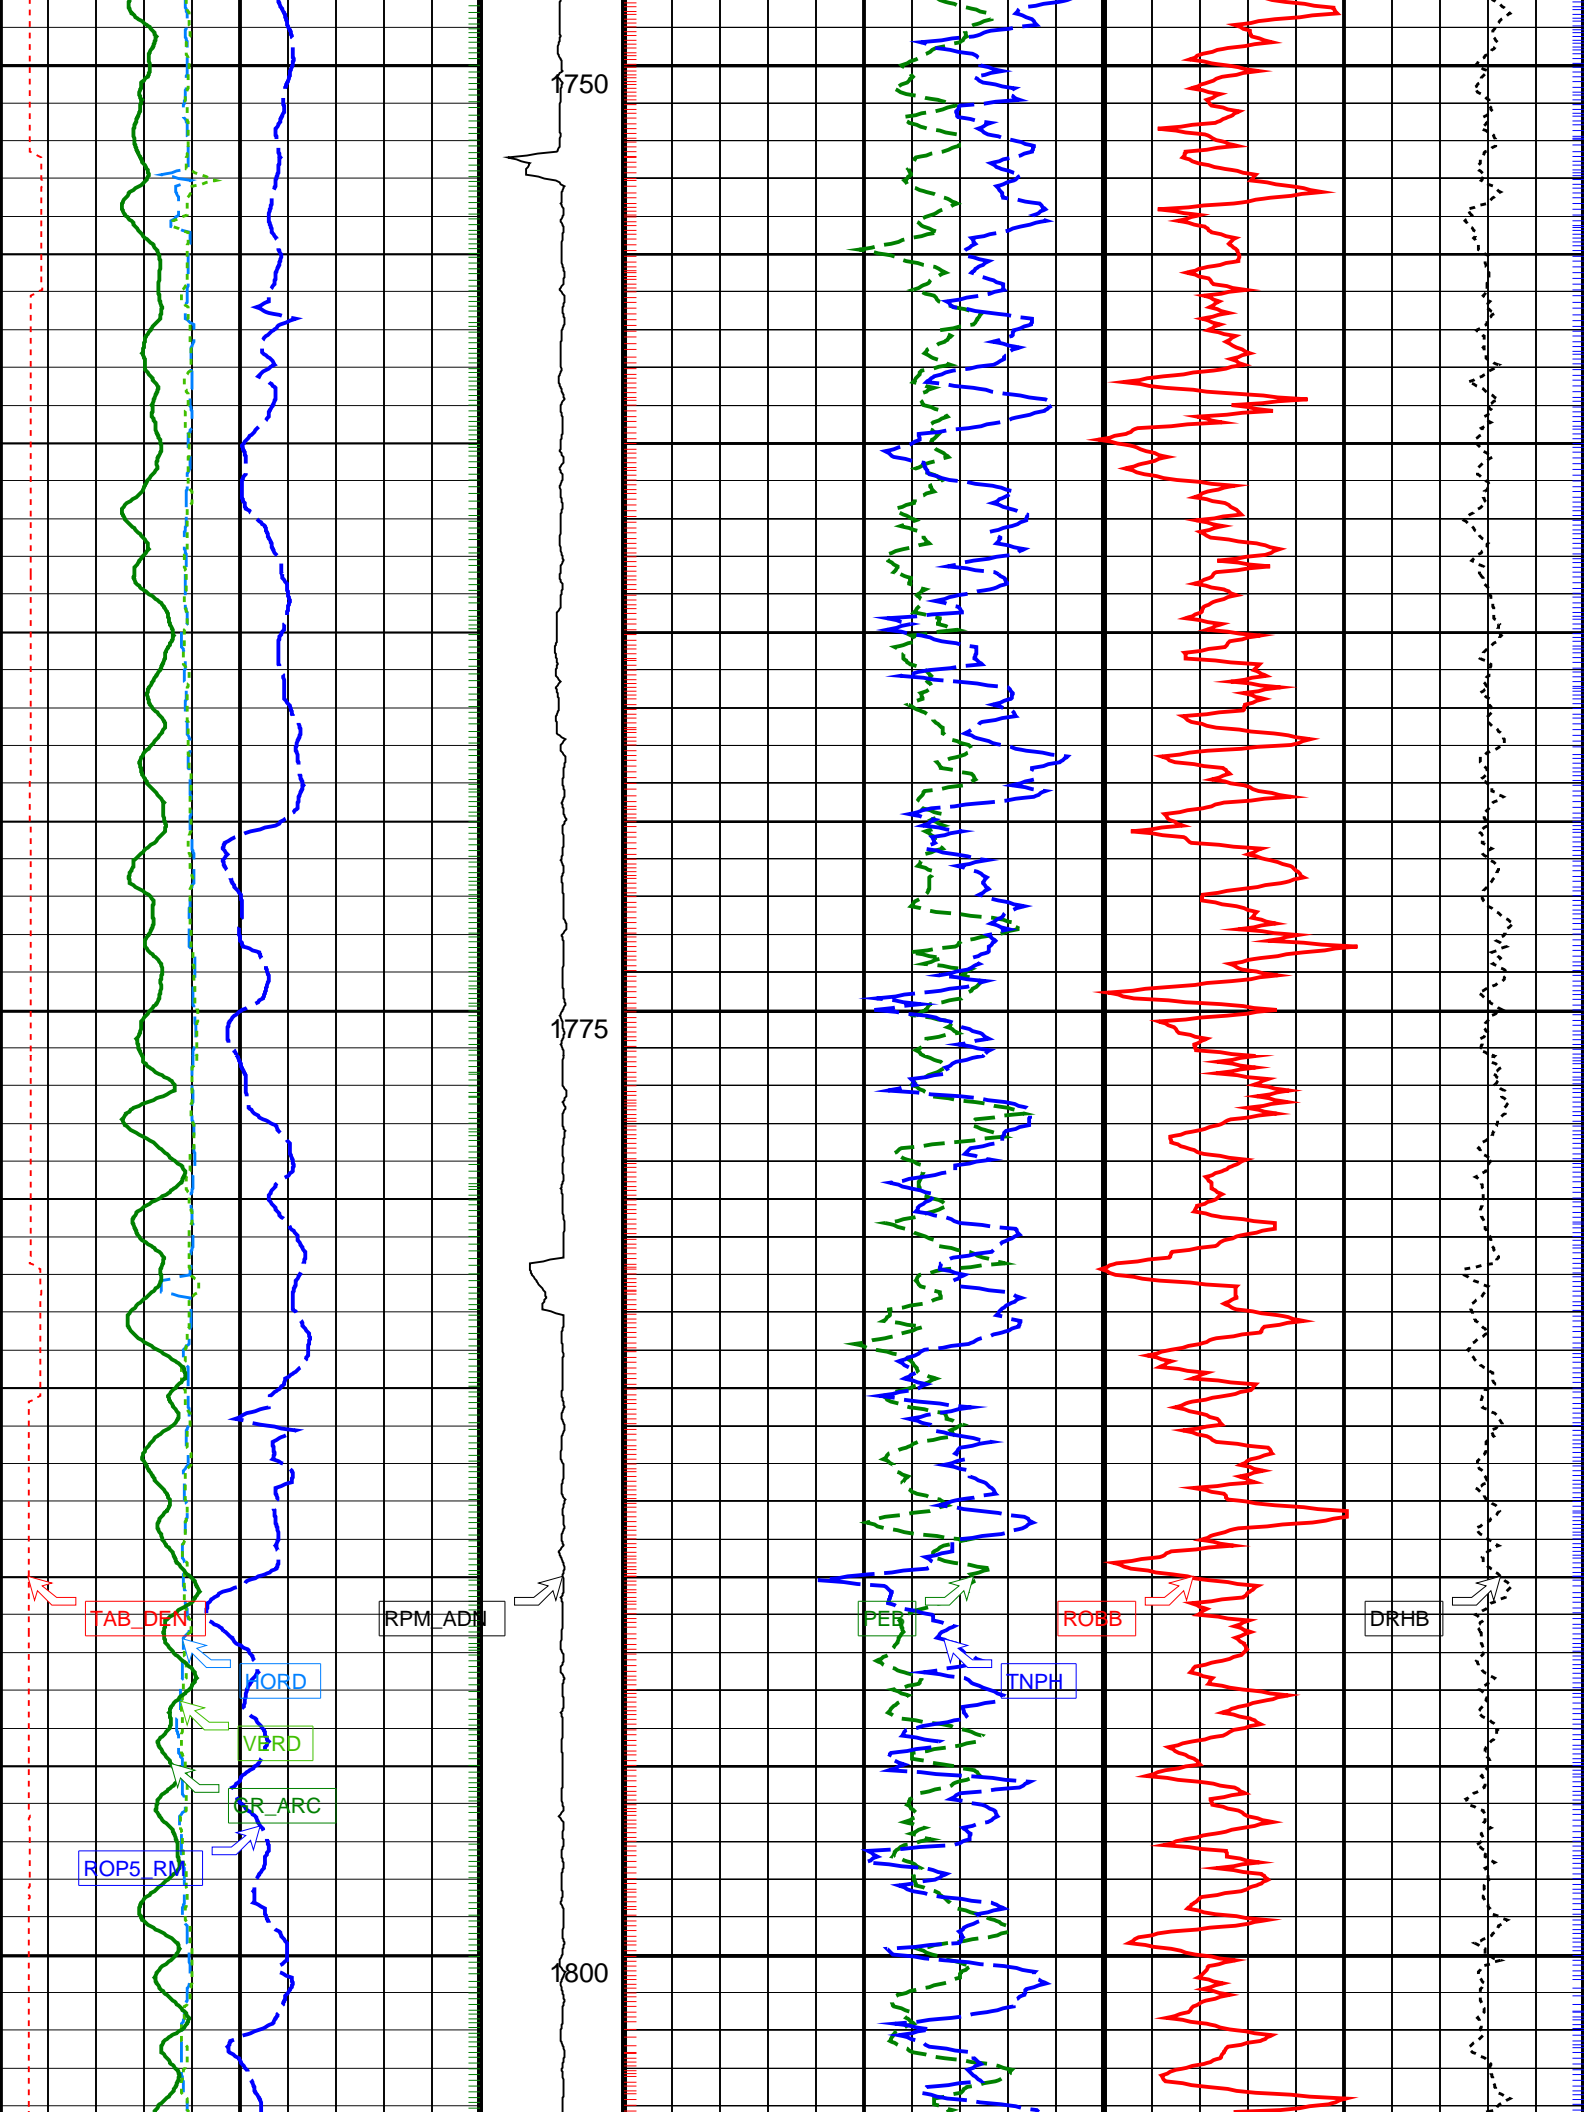 1750
1775
TAB_DEN
RPM_ADN
PEB
ROBB
DRHB
HORD
TNPH
VERD
GR_ARC
ROP5_RM
1800